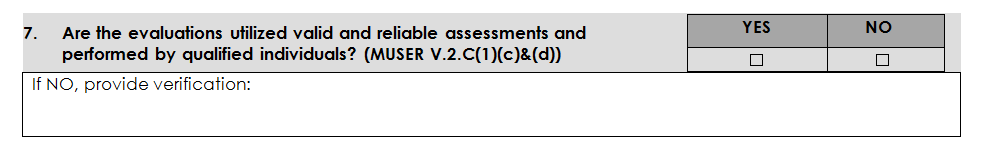 7. Are the evaluations utilized valid and reliable assessments and
performed by qualified individuals? (MUSER V.2.C(1)(c)&(d))
YES NO
☐ ☐
If NO, provide verification: